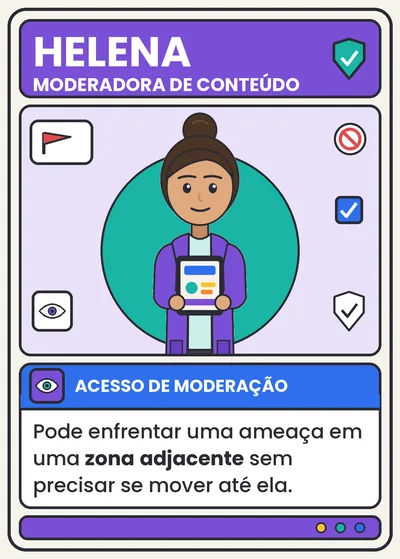 HELENA
MODERADORA DE CONTEÚDO
ACESSO DE MODERAÇÃO
Pode enfrentar uma ameaça em
uma zona adjacente sem
precisar se mover até ela.